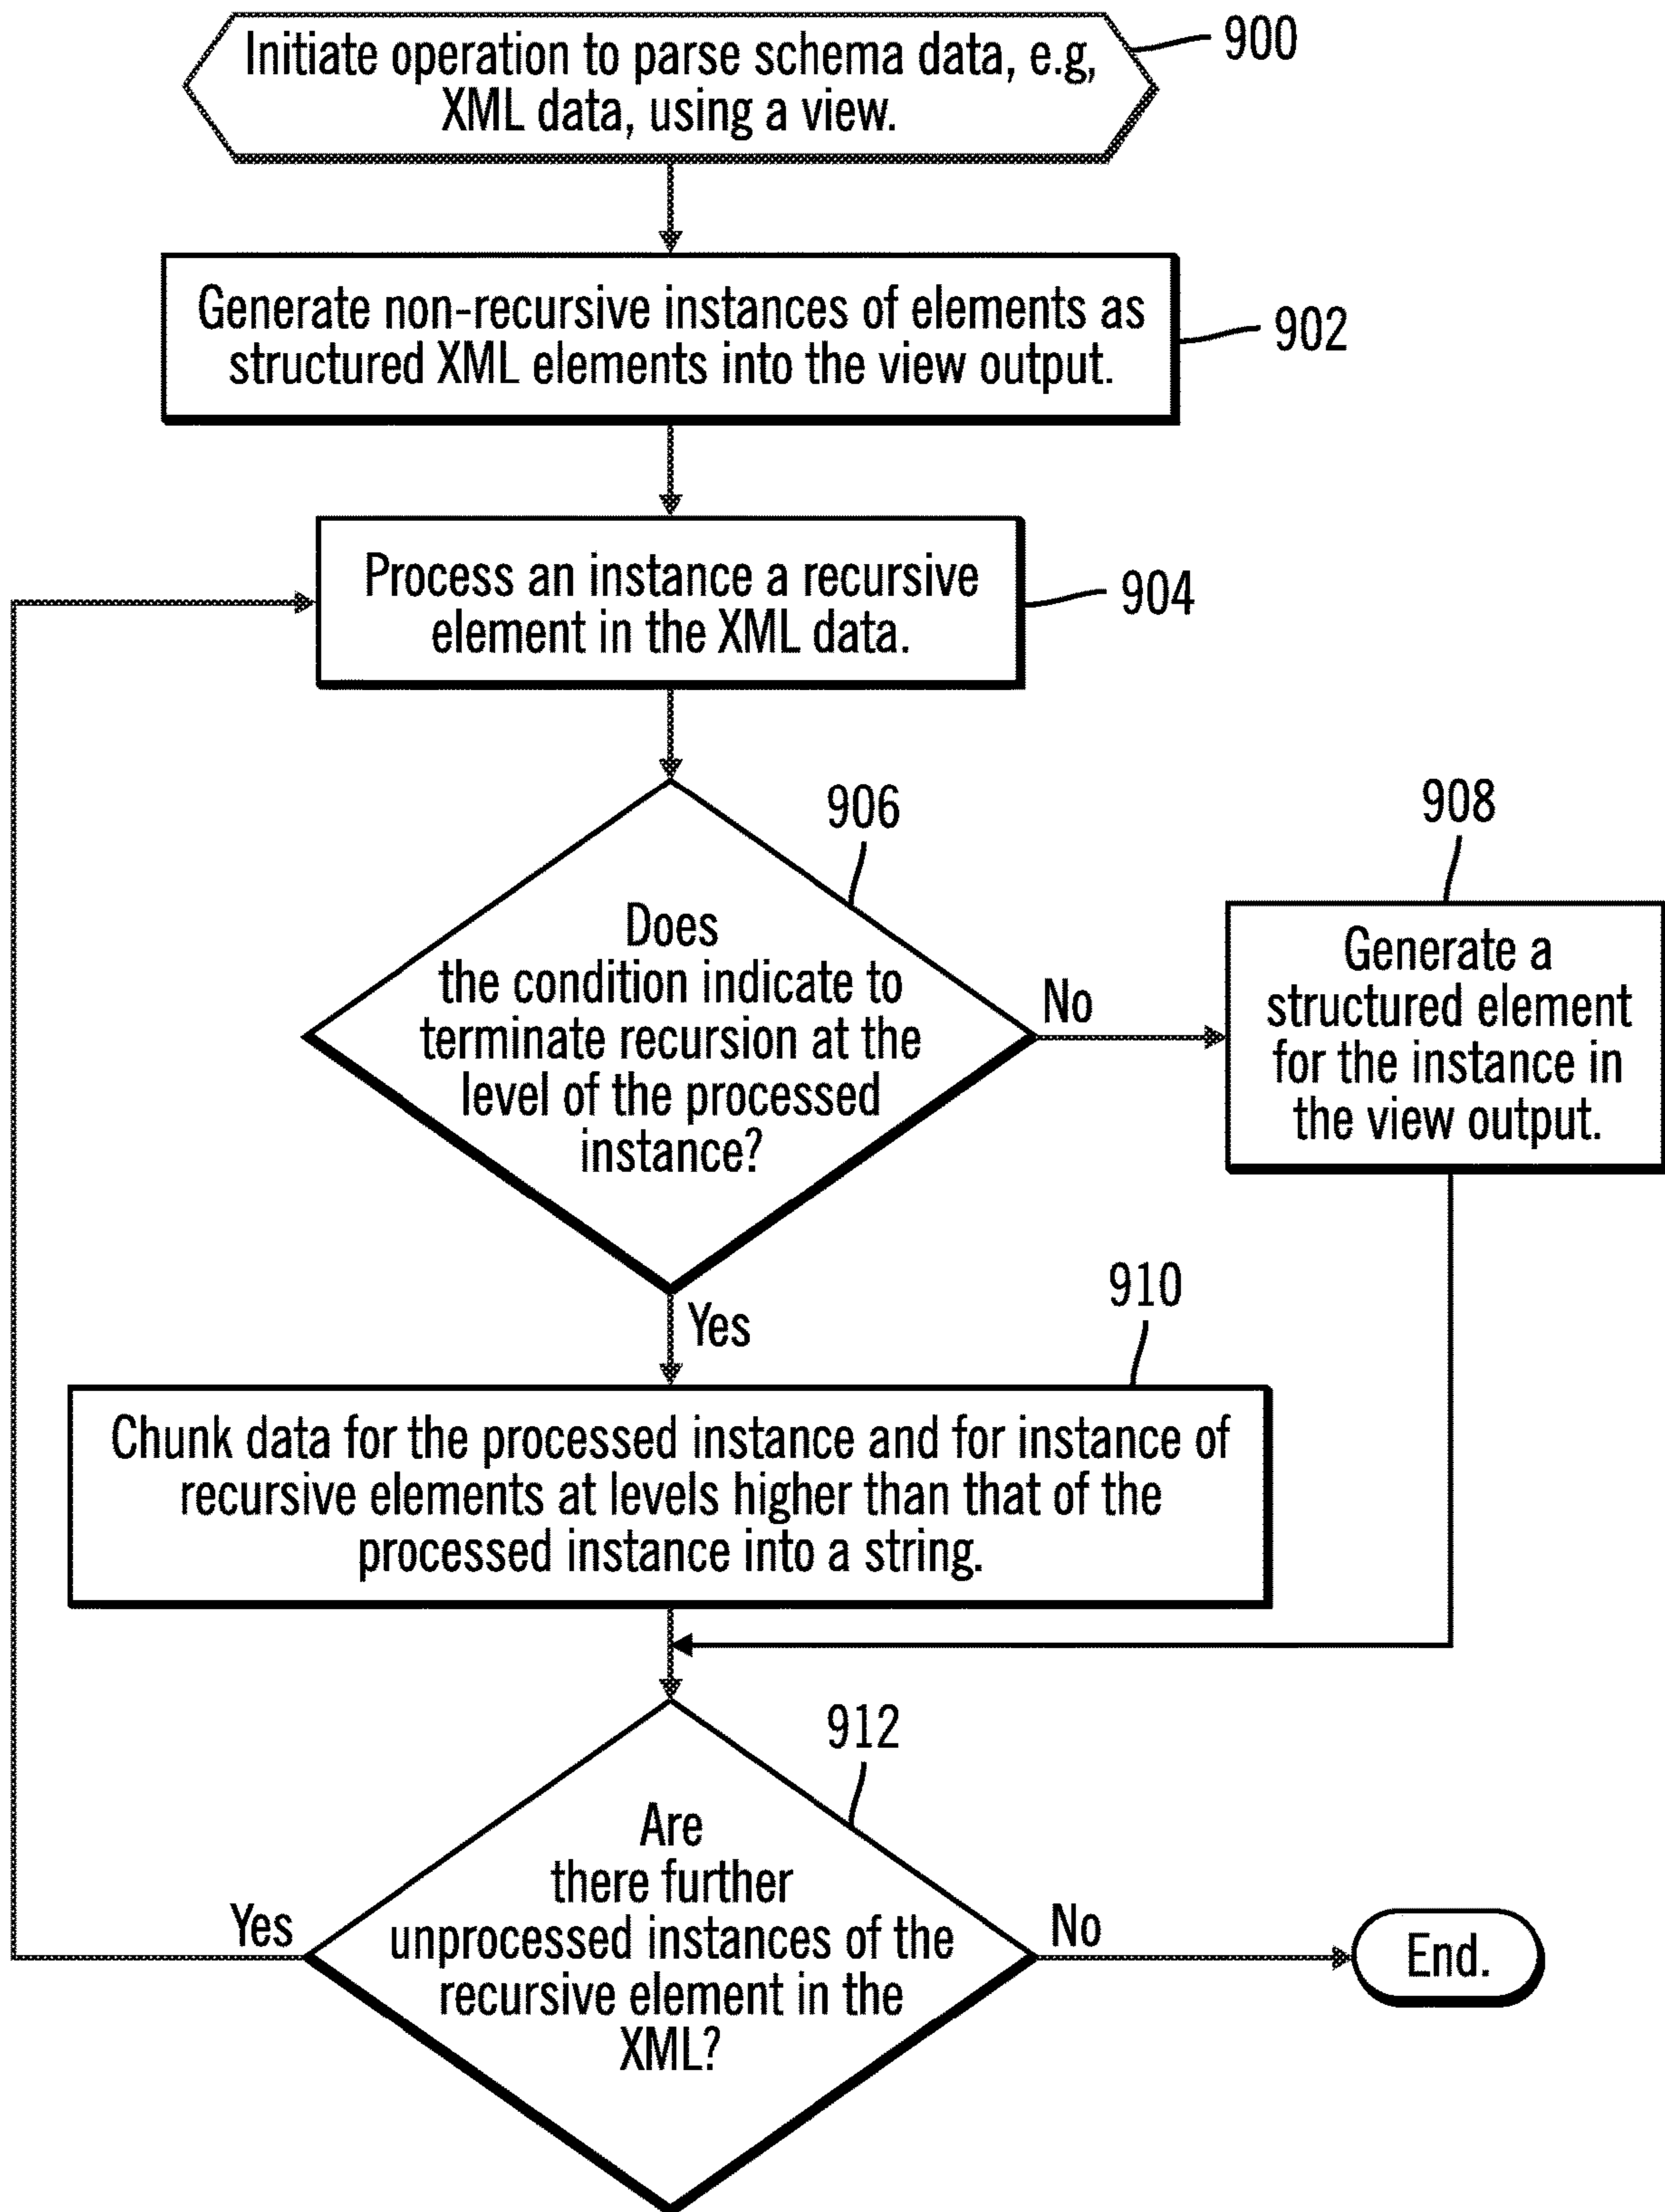 Initiate operation to parse schema data, e.g,
XML data, using a view.
900
Generate non-recursive instances of elements as
structured XML elements into the view output.
902
Process an instance a recursive
element in the XML data.
904
906
Does
the condition indicate to
terminate recursion at the
level of the processed
instance?
No
908
Generate a
structured element
for the instance in
the view output.
Yes
910
Chunk data for the processed instance and for instance of
recursive elements at levels higher than that of the
processed instance into a string.
912
Are
there further
unprocessed instances of the
recursive element in the
XML?
Yes
No
End.